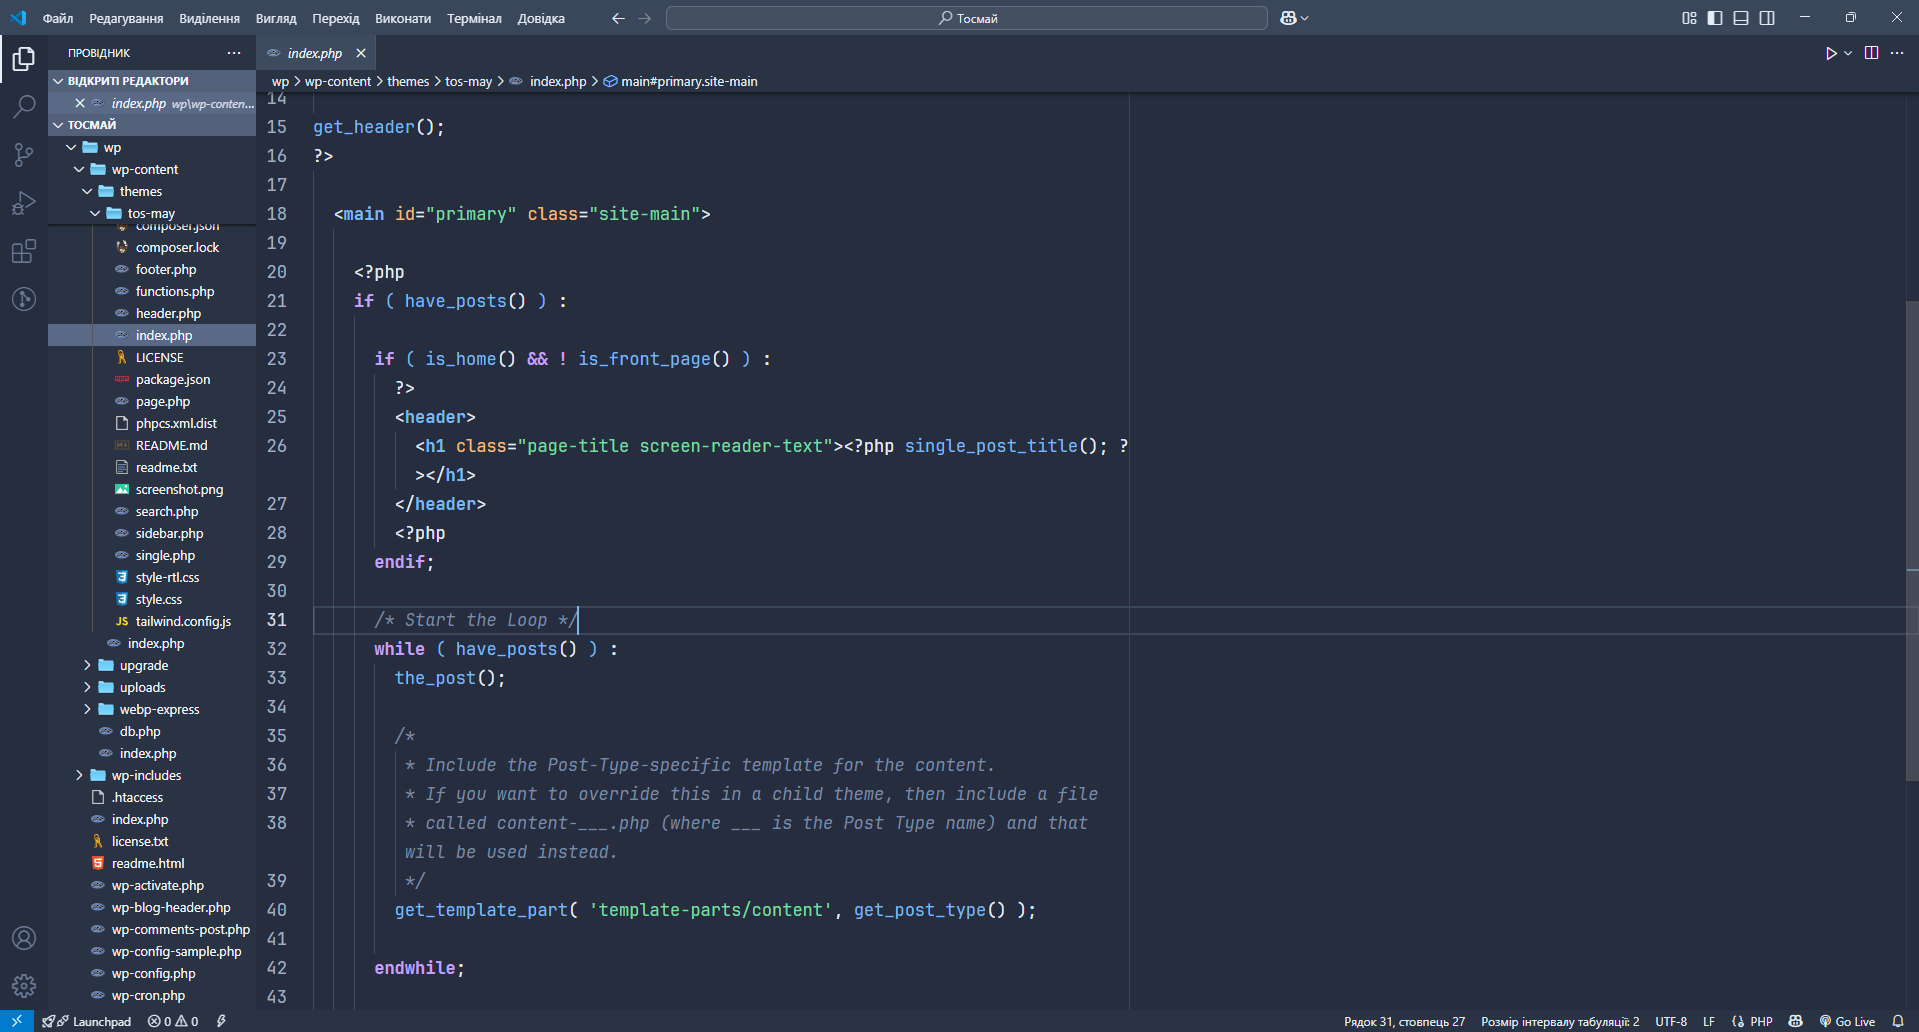 Файл Редагування Виділення Вигляд Перехід Виконати Термінал Довідка
Тосмай
ПРОВІДНИК
ВІДКРИТІ РЕДАКТОРИ
index.php wp\wp-conten...
ТОСМАЙ
wp
wp-content
themes
tos-may
composer.json
composer.lock
footer.php
functions.php
header.php
index.php
LICENSE
package.json
page.php
phpcs.xml.dist
README.md
readme.txt
screenshot.png
search.php
sidebar.php
single.php
style-rtl.css
style.css
JS tailwind.config.js
index.php
upgrade
uploads
webp-express
db.php
index.php
wp-includes
.htaccess
index.php
license.txt
readme.html
wp-activate.php
wp-blog-header.php
wp-comments-post.php
wp-config-sample.php
wp-config.php
wp-cron.php
index.php
wp > wp-content > themes > tos-may > index.php > main#primary.site-main
14
15 get_header();
16 ?>
17
18 <main id="primary" class="site-main">
19
20 <?php
21 if ( have_posts() ) :
22
23 if ( is_home() && ! is_front_page() ) :
24 ?>
25 <header>
26 <h1 class="page-title screen-reader-text"><?php single_post_title(); ?
></h1>
27 </header>
28 <?php
29 endif;
30
31 /* Start the Loop */
32 while ( have_posts() ) :
33 the_post();
34
35 /*
36 * Include the Post-Type-specific template for the content.
37 * If you want to override this in a child theme, then include a file
38 * called content-___.php (where ___ is the Post Type name) and that
will be used instead.
39 */
40 get_template_part( 'template-parts/content', get_post_type() );
41
42 endwhile;
43
Launchpad 0 0
Рядок 31, стовпець 27 Розмір інтервалу табуляції: 2 UTF-8 LF {} PHP Go Live